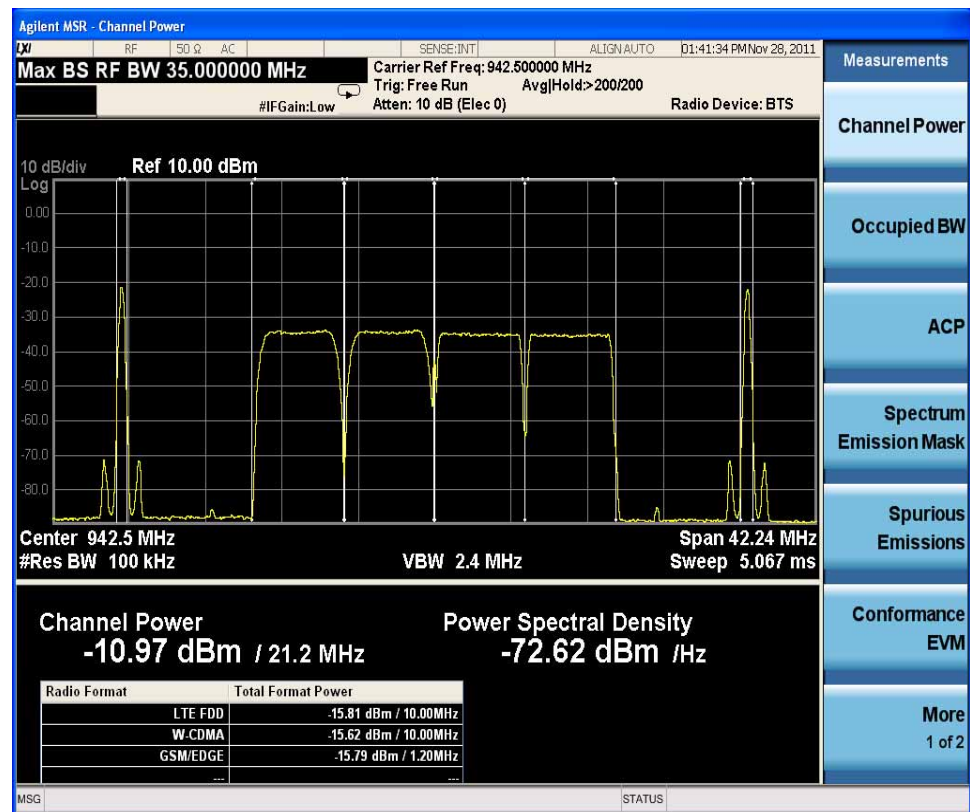 Agilent MSR - Channel Power
LXI RF 50 Ω AC SENSE:INT ALIGN AUTO 01:41:34 PM Nov 28, 2011
Max BS RF BW 35.000000 MHz
Carrier Ref Freq: 942.500000 MHz
Trig: Free Run Avg|Hold:>200/200
#IFGain:Low Atten: 10 dB (Elec 0) Radio Device: BTS
10 dB/div Ref 10.00 dBm
Log
0.00
-10.0
-20.0
-30.0
-40.0
-50.0
-60.0
-70.0
-80.0
Center 942.5 MHz Span 42.24 MHz
#Res BW 100 kHz VBW 2.4 MHz Sweep 5.067 ms
Channel Power
-10.97 dBm / 21.2 MHz
Power Spectral Density
-72.62 dBm /Hz
Radio Format Total Format Power
LTE FDD -15.81 dBm / 10.00MHz
W-CDMA -15.62 dBm / 10.00MHz
GSM/EDGE -15.79 dBm / 1.20MHz
--- ---
MSG STATUS
Measurements
Channel Power
Occupied BW
ACP
Spectrum
Emission Mask
Spurious
Emissions
Conformance
EVM
More
1 of 2